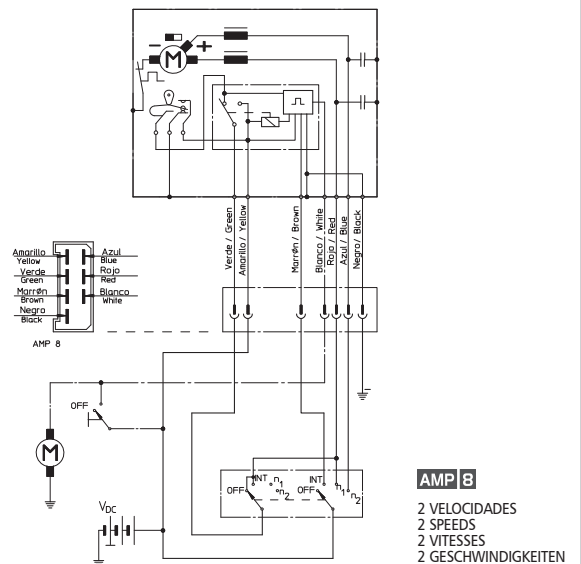 − +
M
Verde / Green
Amarillo / Yellow
MarrØn / Brown
Blanco / White
Rojo / Red
Azul / Blue
Negro/ Black
Amarillo
Yellow
Verde
Green
MarrØn
Brown
Negro
Black
Azul
Blue
Rojo
Red
Blanco
White
AMP 8
−
OFF
M
VDC
INT n1
OFF n2
INT n1
OFF n2
AMP 8
2 VELOCIDADES
2 SPEEDS
2 VITESSES
2 GESCHWINDIGKEITEN